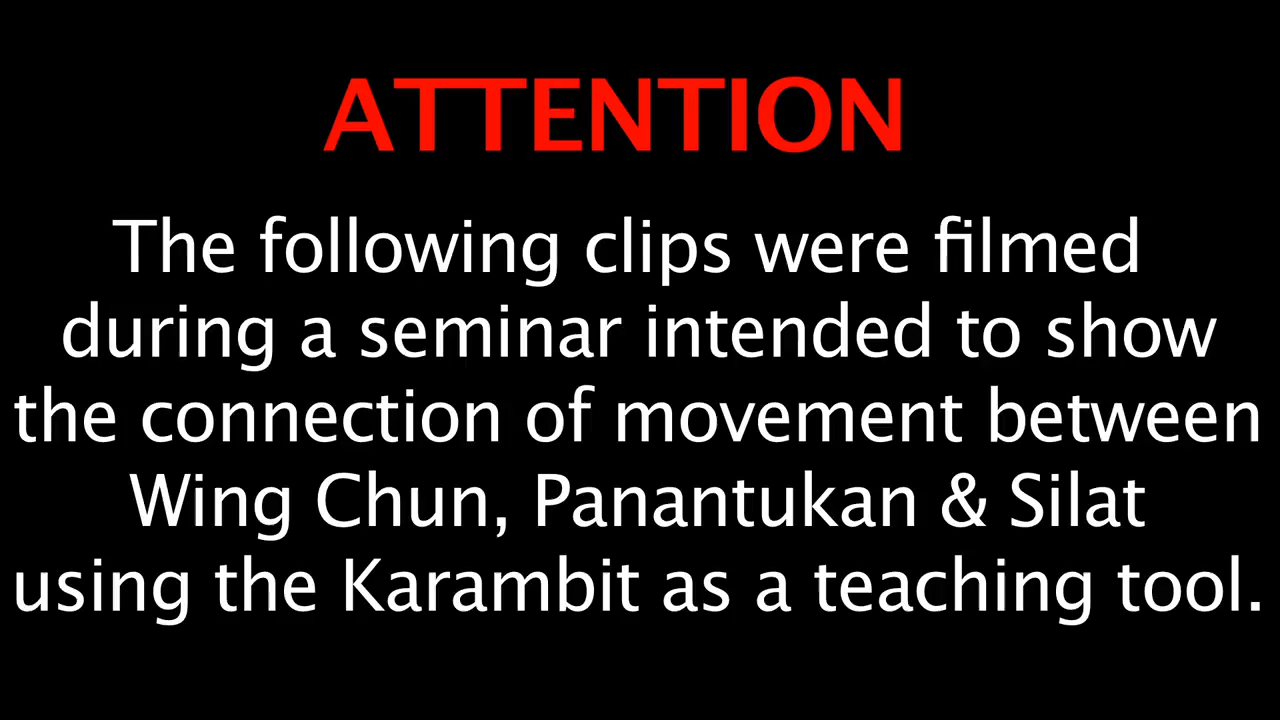 ATTENTION
The following clips were filmed
during a seminar intended to show
the connection of movement between
Wing Chun, Panantukan & Silat
using the Karambit as a teaching tool.